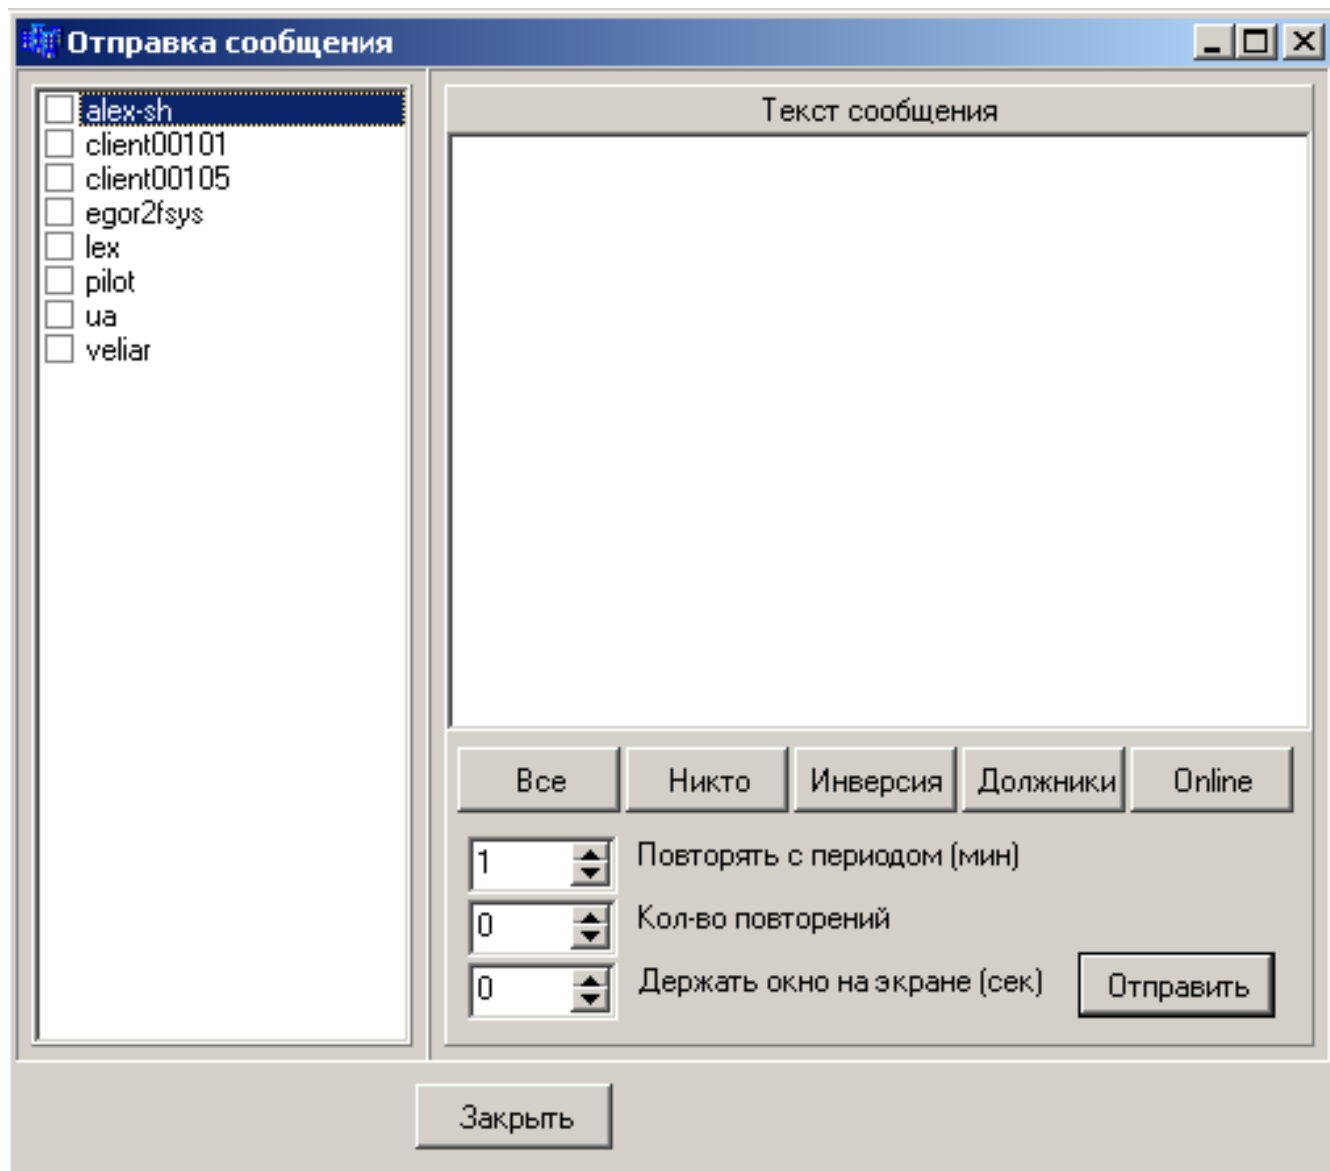 Отправка сообщения
alex-sh
client00101
client00105
egor2fsys
lex
pilot
ua
veliar
Текст сообщения
Все Никто Инверсия Должники Online
1 Повторять с периодом (мин)
0 Кол-во повторений
0 Держать окно на экране (сек) Отправить
Закрыть